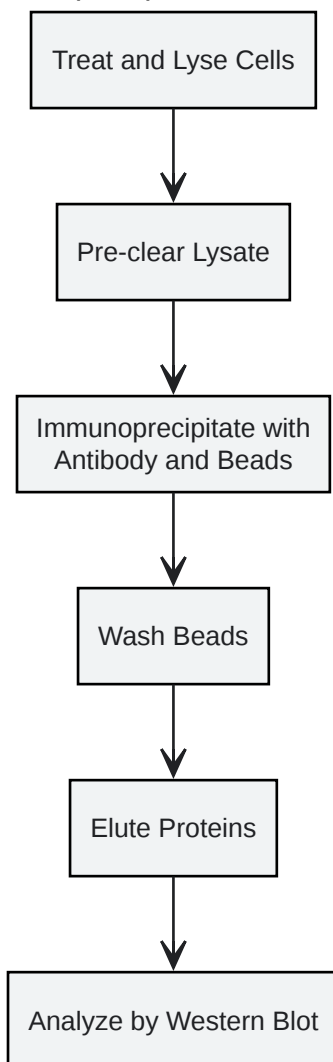 Treat and Lyse Cells
Pre-clear Lysate
Immunoprecipitate with
Antibody and Beads
Wash Beads
Elute Proteins
Analyze by Western Blot